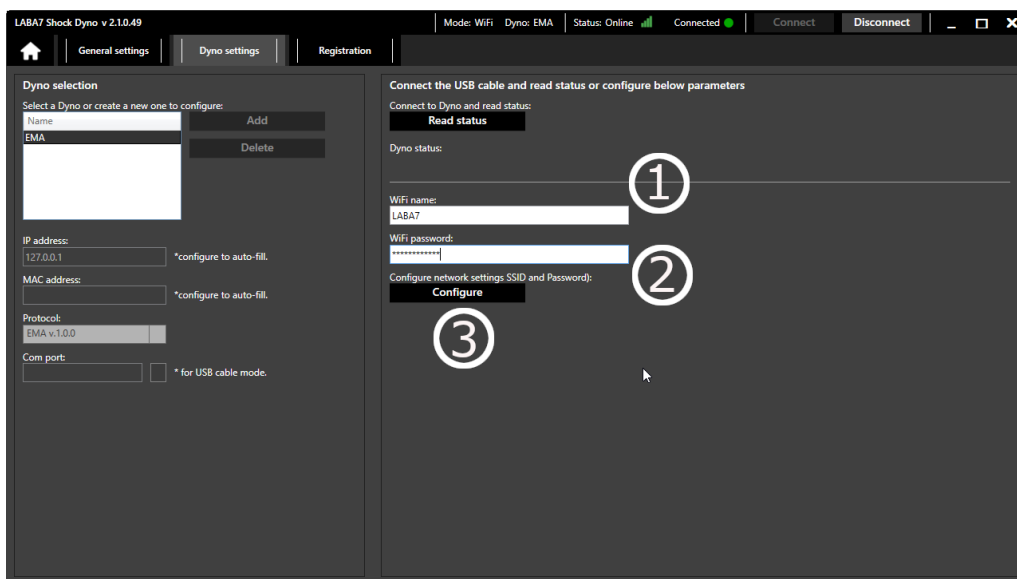 LABA7 Shock Dyno v 2.1.0.49
Mode: WiFi Dyno: EMA Status: Online Connected Connect Disconnect
General settings Dyno settings Registration
Dyno selection
Select a Dyno or create a new one to configure:
Name
EMA
Add
Delete
IP address:
127.0.0.1 *configure to auto-fill.
MAC address:
*configure to auto-fill.
Protocol:
EMA v.1.0.0
Com port:
* for USB cable mode.
Connect the USB cable and read status or configure below parameters
Connect to Dyno and read status:
Read status
Dyno status:
1
WiFi name:
LABA7
WiFi password:
************
2
Configure network settings SSID and Password):
Configure
3